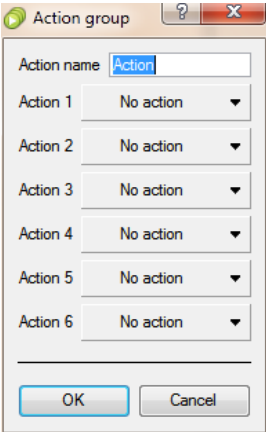 Action group
Action name Action
Action 1 No action
Action 2 No action
Action 3 No action
Action 4 No action
Action 5 No action
Action 6 No action
OK Cancel